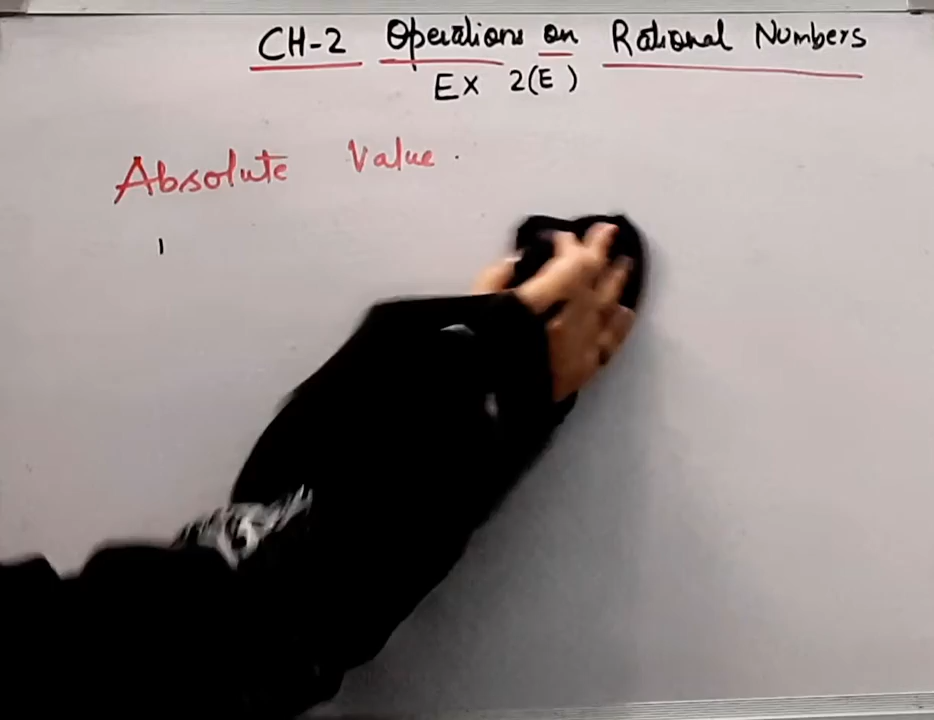 CH-2 Operations on Rational Numbers
Ex 2(E)
Absolute Value.